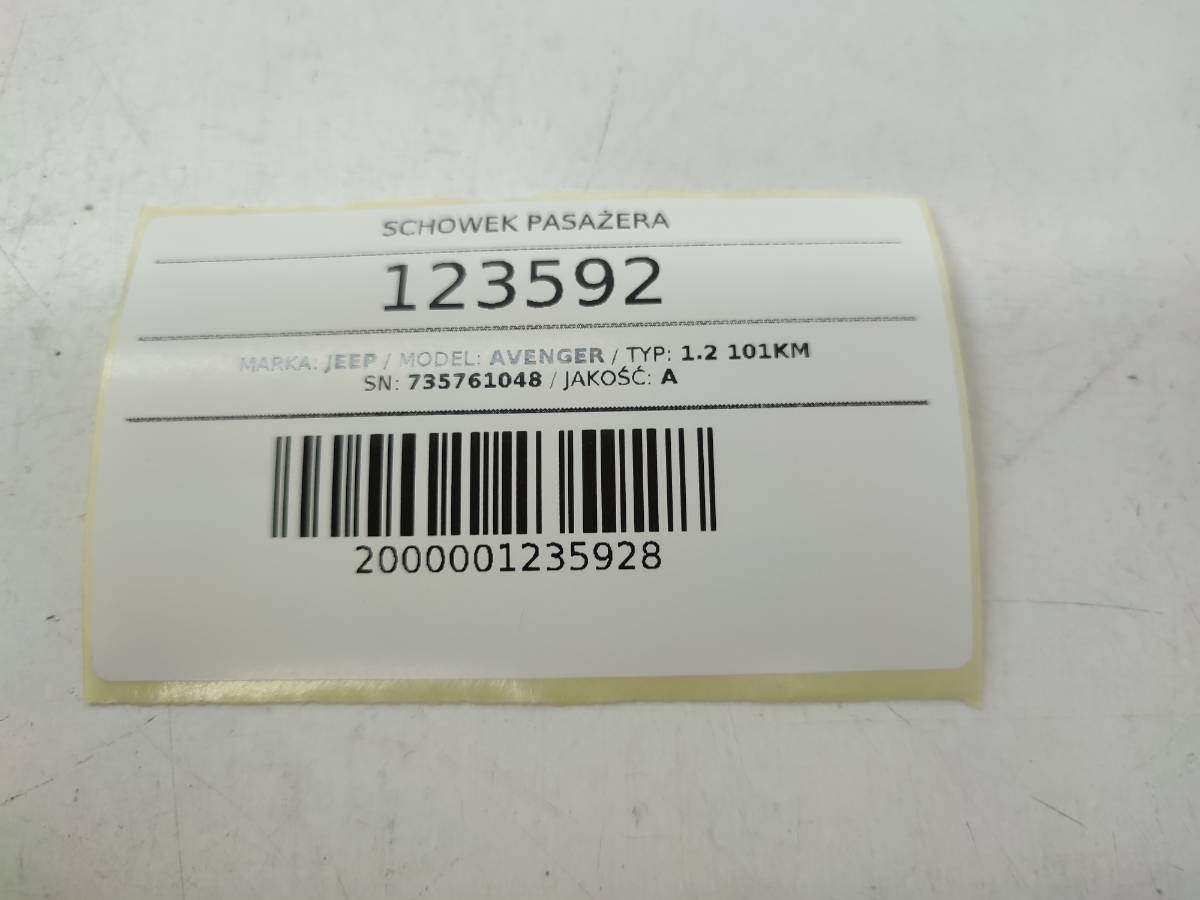 SCHOWEK PASAŻERA
123592
MARKA: JEEP / MODEL: AVENGER / TYP: 1.2 101KM
SN: 735761048 / JAKOŚĆ: A
2000001235928